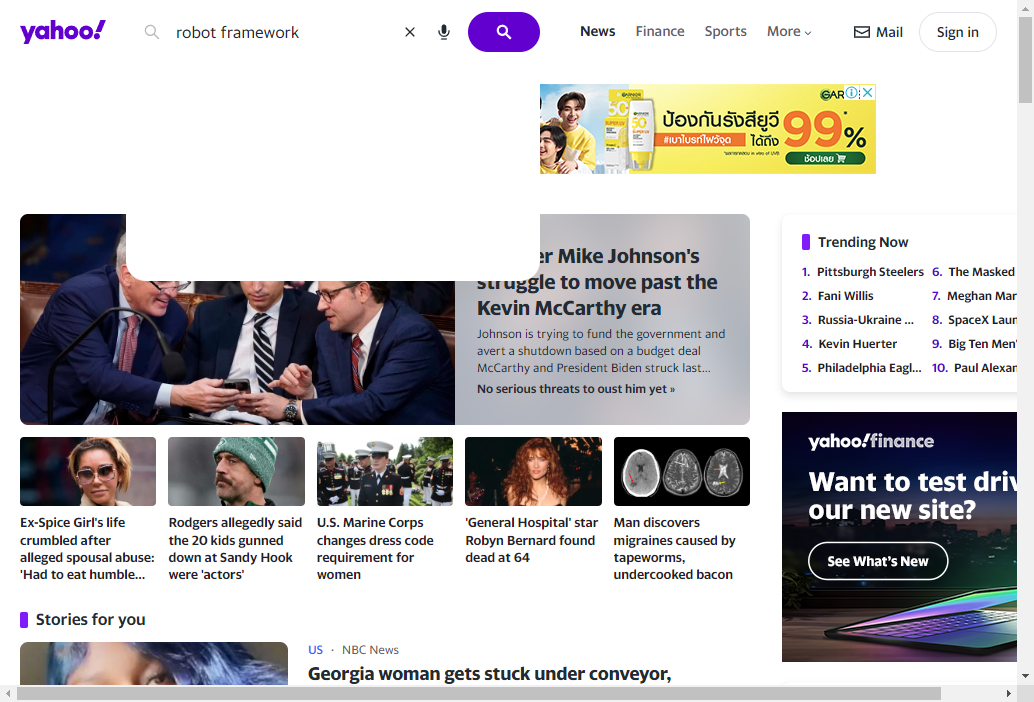 yahoo!
robot framework
News Finance Sports More
Mail
Sign in
GAR
ป้องกันรังสียูวี
#เบาไบรท์ไฟวจุด ได้ถึง
99%
ช้อปเลย
er Mike Johnson's
struggle to move past the
Kevin McCarthy era
Johnson is trying to fund the government and
avert a shutdown based on a budget deal
McCarthy and President Biden struck last...
No serious threats to oust him yet »
Trending Now
1. Pittsburgh Steelers 6. The Masked
2. Fani Willis 7. Meghan Mar
3. Russia-Ukraine ... 8. SpaceX Laun
4. Kevin Huerter 9. Big Ten Men'
5. Philadelphia Eagl... 10. Paul Alexan
Ex-Spice Girl's life
crumbled after
alleged spousal abuse:
'Had to eat humble...
Rodgers allegedly said
the 20 kids gunned
down at Sandy Hook
were 'actors'
U.S. Marine Corps
changes dress code
requirement for
women
'General Hospital' star
Robyn Bernard found
dead at 64
Man discovers
migraines caused by
tapeworms,
undercooked bacon
yahoo!finance
Want to test driv
our new site?
See What's New
Stories for you
US · NBC News
Georgia woman gets stuck under conveyor,